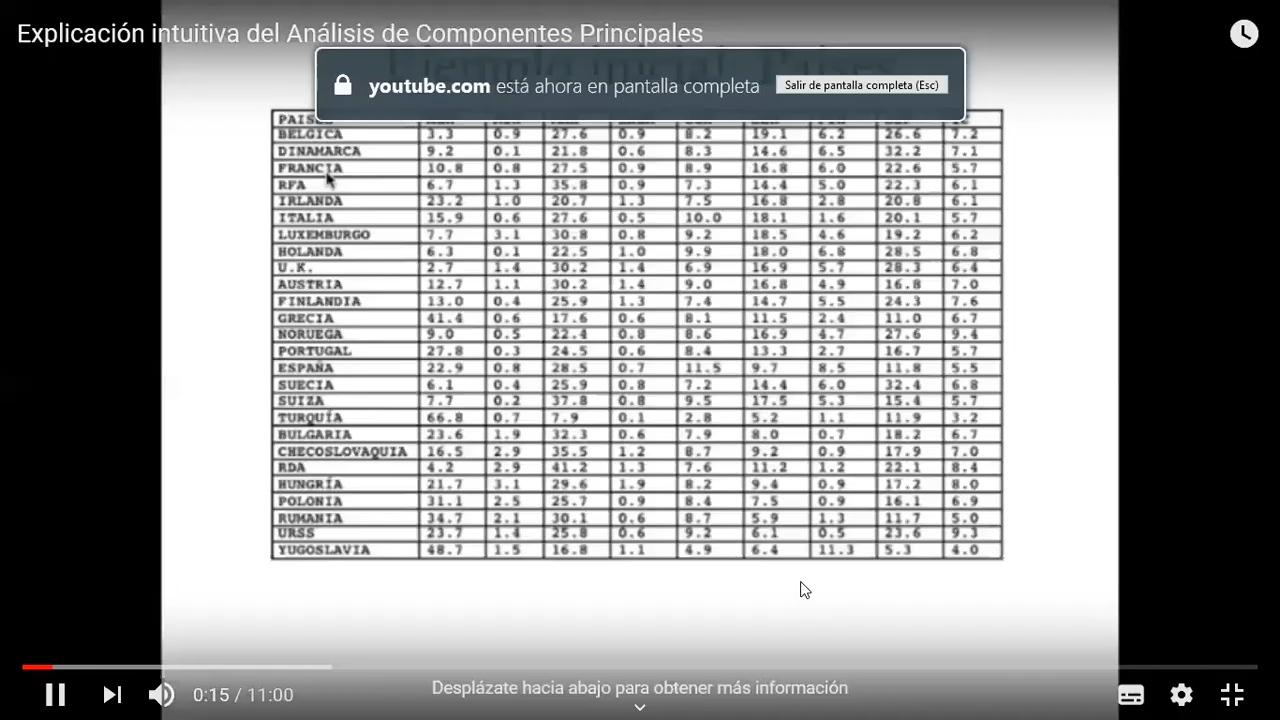 Explicación intuitiva del Análisis de Componentes Principales
youtube.com está ahora en pantalla completa Salir de pantalla completa (Esc)
BELGICA 3.3 0.9 27.6 0.9 8.2 19.1 6.2 26.6 7.2
DINAMARCA 9.2 0.1 21.8 0.6 8.3 14.6 6.5 32.2 7.1
FRANCIA 10.8 0.8 27.5 0.9 8.9 16.8 6.0 22.6 5.7
RFA 6.7 1.3 35.8 0.9 7.3 14.4 5.0 22.3 6.1
IRLANDA 23.2 1.0 20.7 1.3 7.5 16.8 2.8 20.8 6.1
ITALIA 15.9 0.6 27.6 0.5 10.0 18.1 1.6 20.1 5.7
LUXEMBURGO 7.7 3.1 30.8 0.8 9.2 18.5 4.6 19.2 6.2
HOLANDA 6.3 0.1 22.5 1.0 9.9 18.0 6.8 28.5 6.8
U.K. 2.7 1.4 30.2 1.4 6.9 16.9 5.7 28.3 6.4
AUSTRIA 12.7 1.1 30.2 1.4 9.0 16.8 4.9 16.8 7.0
FINLANDIA 13.0 0.4 25.9 1.3 7.4 14.7 5.5 24.3 7.6
GRECIA 41.4 0.6 17.6 0.6 8.1 11.5 2.4 11.0 6.7
NORUEGA 9.0 0.5 22.4 0.8 8.6 16.9 4.7 27.6 9.4
PORTUGAL 27.8 0.3 24.5 0.6 8.4 13.3 2.7 16.7 5.7
ESPAÑA 22.9 0.8 28.5 0.7 11.5 9.7 8.5 11.8 5.5
SUECIA 6.1 0.4 25.9 0.8 7.2 14.4 6.0 32.4 6.8
SUIZA 7.7 0.2 37.8 0.8 9.5 17.5 5.3 15.4 5.7
TURQUÍA 66.8 0.7 7.9 0.1 2.8 5.2 1.1 11.9 3.2
BULGARIA 23.6 1.9 32.3 0.6 7.9 8.0 0.7 18.2 6.7
CHECOSLOVAQUIA 16.5 2.9 35.5 1.2 8.7 9.2 0.9 17.9 7.0
RDA 4.2 2.9 41.2 1.3 7.6 11.2 1.2 22.1 8.4
HUNGRÍA 21.7 3.1 29.6 1.9 8.2 9.4 0.9 17.2 8.0
POLONIA 31.1 2.5 25.7 0.9 8.4 7.5 0.9 16.1 6.9
RUMANIA 34.7 2.1 30.1 0.6 8.7 5.9 1.3 11.7 5.0
URSS 23.7 1.4 25.8 0.6 9.2 6.1 0.5 23.6 9.3
YUGOSLAVIA 48.7 1.5 16.8 1.1 4.9 6.4 11.3 5.3 4.0
0:15 / 11:00 Desplázate hacia abajo para obtener más información